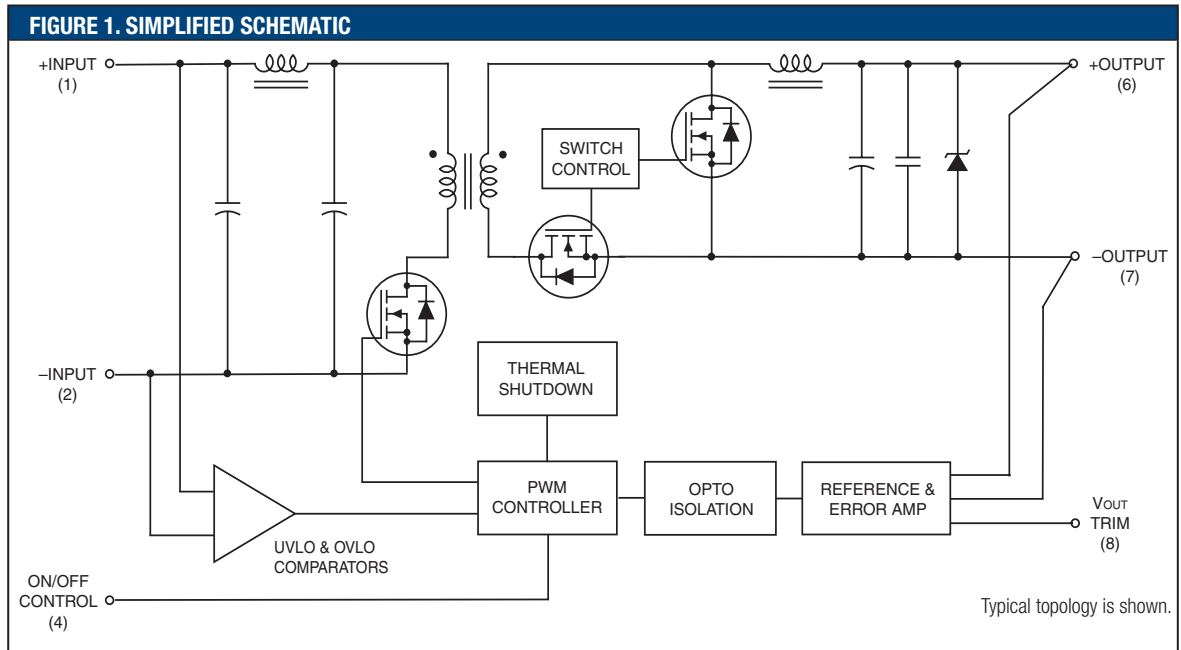 FIGURE 1. SIMPLIFIED SCHEMATIC
+INPUT
(1)
+OUTPUT
(6)
SWITCH
CONTROL
–OUTPUT
(7)
–INPUT
(2)
THERMAL
SHUTDOWN
PWM
CONTROLLER
OPTO
ISOLATION
REFERENCE &
ERROR AMP
VOUT
TRIM
(8)
UVLO & OVLO
COMPARATORS
ON/OFF
CONTROL
(4)
Typical topology is shown.